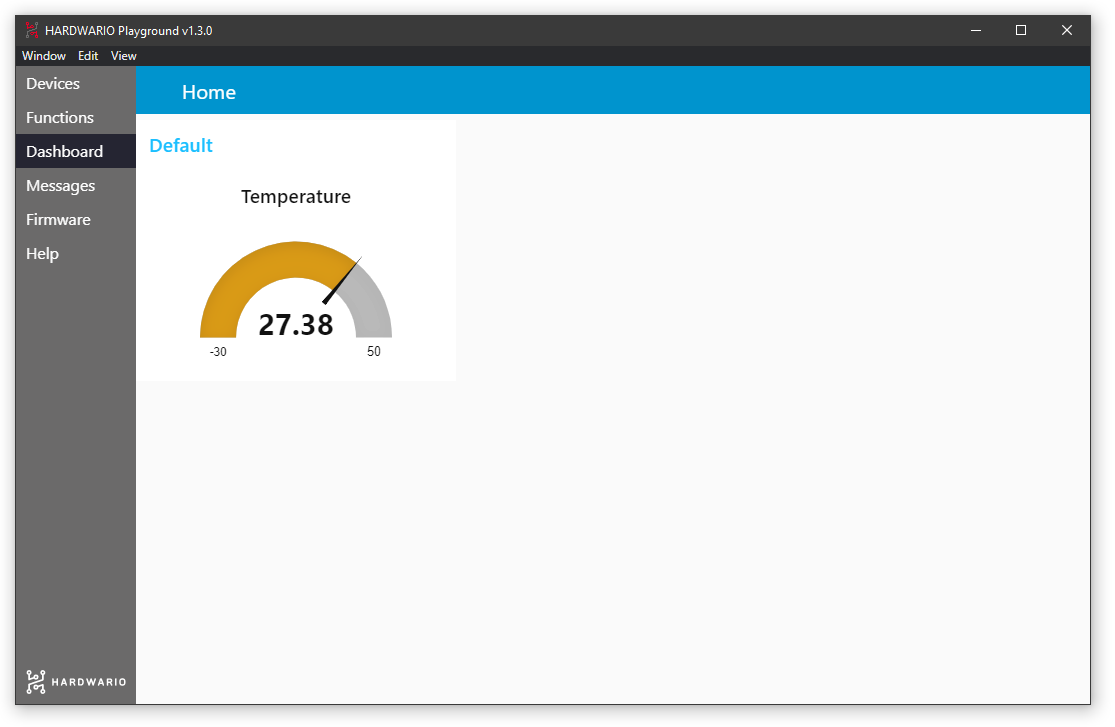 HARDWARIO Playground v1.3.0
Window Edit View
Devices
Functions
Dashboard
Messages
Firmware
Help
HARDWARIO
Home
Default
Temperature
27.38
-30 50